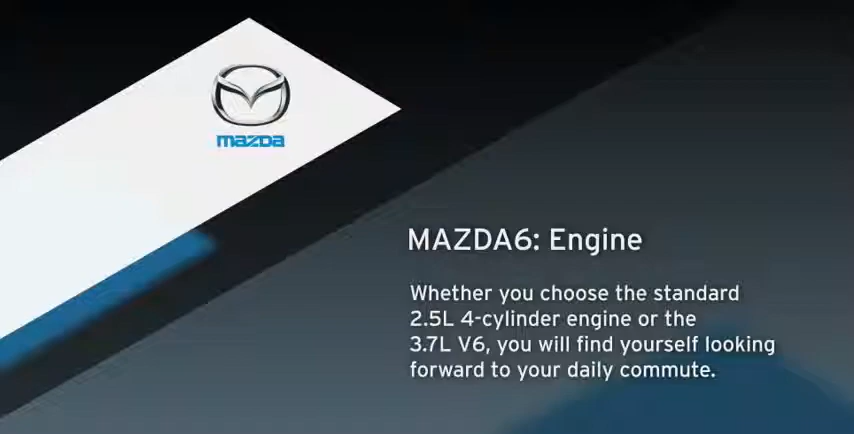 mazda
MAZDA6: Engine
Whether you choose the standard
2.5L 4-cylinder engine or the
3.7L V6, you will find yourself looking
forward to your daily commute.